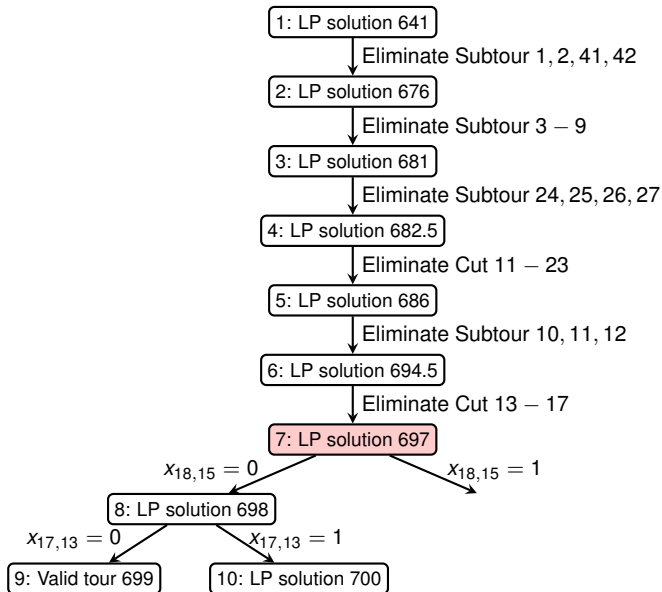 1: LP solution 641
Eliminate Subtour 1, 2, 41, 42
2: LP solution 676
Eliminate Subtour 3 − 9
3: LP solution 681
Eliminate Subtour 24, 25, 26, 27
4: LP solution 682.5
Eliminate Cut 11 − 23
5: LP solution 686
Eliminate Subtour 10, 11, 12
6: LP solution 694.5
Eliminate Cut 13 − 17
7: LP solution 697
x18,15 = 0
x18,15 = 1
8: LP solution 698
x17,13 = 0
x17,13 = 1
9: Valid tour 699
10: LP solution 700